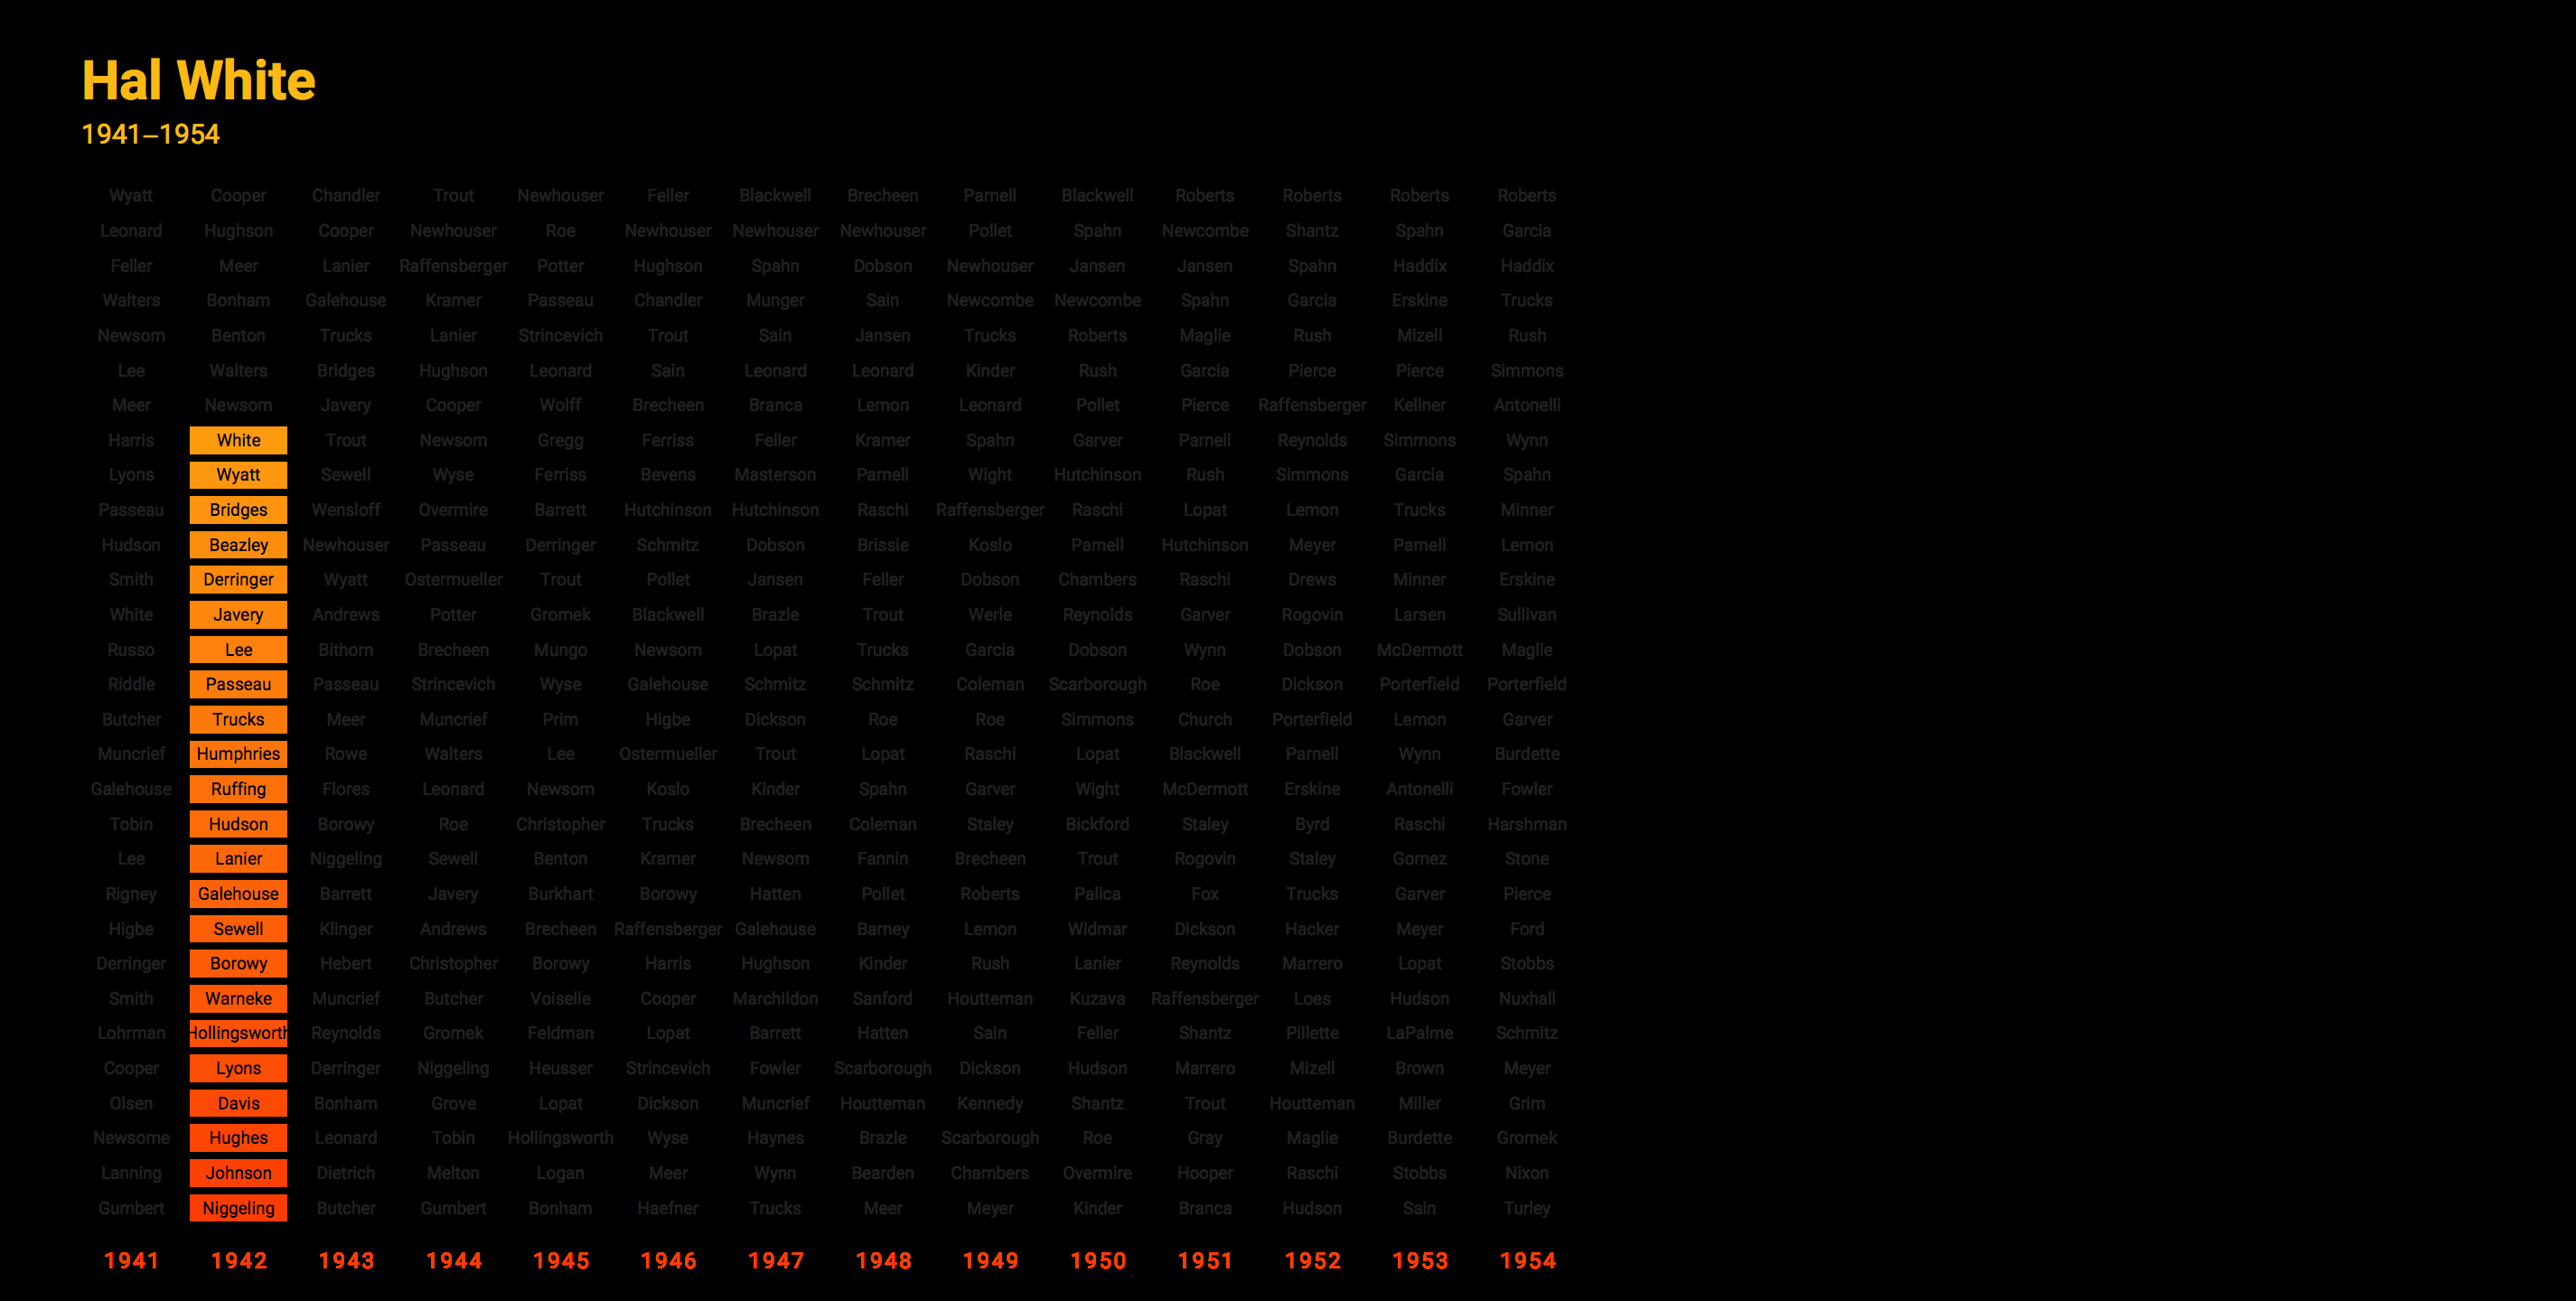 Hal White
1941–1954
Wyatt Cooper Chandler Trout Newhouser Feller Blackwell Brecheen Parnell Blackwell Roberts Roberts Roberts Roberts
Leonard Hughson Cooper Newhouser Roe Newhouser Newhouser Newhouser Pollet Spahn Newcombe Shantz Spahn Garcia
Feller Meer Lanier Raffensberger Potter Hughson Spahn Dobson Newhouser Jansen Jansen Spahn Haddix Haddix
Walters Bonham Galehouse Kramer Passeau Chandler Munger Sain Newcombe Newcombe Spahn Garcia Erskine Trucks
Newsom Benton Trucks Lanier Strincevich Trout Sain Jansen Trucks Roberts Maglie Rush Mizell Rush
Lee Walters Bridges Hughson Leonard Sain Leonard Leonard Kinder Rush Garcia Pierce Pierce Simmons
Meer Newsom Javery Cooper Wolff Brecheen Branca Lemon Leonard Pollet Pierce Raffensberger Kellner Antonelli
Harris White Trout Newsom Gregg Ferriss Feller Kramer Spahn Garver Parnell Reynolds Simmons Wynn
Lyons Wyatt Sewell Wyse Ferriss Bevens Masterson Parnell Wight Hutchinson Rush Simmons Garcia Spahn
Passeau Bridges Wensloff Overmire Barrett Hutchinson Hutchinson Raschi Raffensberger Raschi Lopat Lemon Trucks Minner
Hudson Beazley Newhouser Passeau Derringer Schmitz Dobson Brissie Koslo Parnell Hutchinson Meyer Parnell Lemon
Smith Derringer Wyatt Ostermueller Trout Pollet Jansen Feller Dobson Chambers Raschi Drews Minner Erskine
White Javery Andrews Potter Gromek Blackwell Brazle Trout Werle Reynolds Garver Rogovin Larsen Sullivan
Russo Lee Bithorn Brecheen Mungo Newsom Lopat Trucks Garcia Dobson Wynn Dobson McDermott Maglie
Riddle Passeau Passeau Strincevich Wyse Galehouse Schmitz Schmitz Coleman Scarborough Roe Dickson Porterfield Porterfield
Butcher Trucks Meer Muncrief Prim Higbe Dickson Roe Roe Simmons Church Porterfield Lemon Garver
Muncrief Humphries Rowe Walters Lee Ostermueller Trout Lopat Raschi Lopat Blackwell Parnell Wynn Burdette
Galehouse Ruffing Flores Leonard Newsom Koslo Kinder Spahn Garver Wight McDermott Erskine Antonelli Fowler
Tobin Hudson Borowy Roe Christopher Trucks Brecheen Coleman Staley Bickford Staley Byrd Raschi Harshman
Lee Lanier Niggeling Sewell Benton Kramer Newsom Fannin Brecheen Trout Rogovin Staley Gomez Stone
Rigney Galehouse Barrett Javery Burkhart Borowy Hatten Pollet Roberts Palica Fox Trucks Garver Pierce
Higbe Sewell Klinger Andrews Brecheen Raffensberger Galehouse Barney Lemon Widmar Dickson Hacker Meyer Ford
Derringer Borowy Hebert Christopher Borowy Harris Hughson Kinder Rush Lanier Reynolds Marrero Lopat Stobbs
Smith Warneke Muncrief Butcher Voiselle Cooper Marchildon Sanford Houtteman Kuzava Raffensberger Loes Hudson Nuxhall
Lohrman Hollingsworth Reynolds Gromek Feldman Lopat Barrett Hatten Sain Feller Shantz Pillette LaPalme Schmitz
Cooper Lyons Derringer Niggeling Heusser Strincevich Fowler Scarborough Dickson Hudson Marrero Mizell Brown Meyer
Olsen Davis Bonham Grove Lopat Dickson Muncrief Houtteman Kennedy Shantz Trout Houtteman Miller Grim
Newsome Hughes Leonard Tobin Hollingsworth Wyse Haynes Brazle Scarborough Roe Gray Maglie Burdette Gromek
Lanning Johnson Dietrich Melton Logan Meer Wynn Bearden Chambers Overmire Hooper Raschi Stobbs Nixon
Gumbert Niggeling Butcher Gumbert Bonham Haefner Trucks Meer Meyer Kinder Branca Hudson Sain Turley
1941 1942 1943 1944 1945 1946 1947 1948 1949 1950 1951 1952 1953 1954